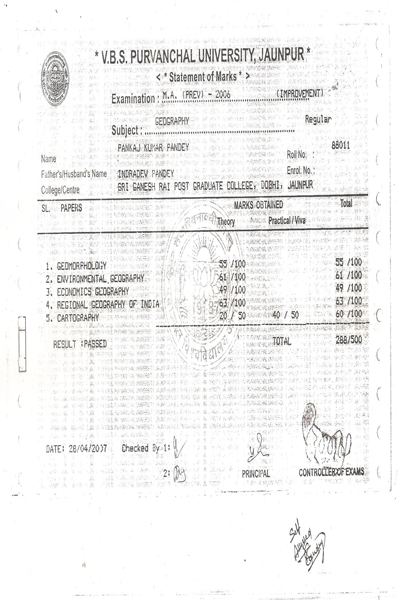 * V.B.S. PURVANCHAL UNIVERSITY, JAUNPUR *
< * Statement of Marks * >
Examination : M.A. (PREV) - 2006 (IMPROVEMENT)
Subject : GEOGRAPHY Regular
Name : PANKAJ KUMAR PANDEY Roll No. : 88011
Father's/Husband's Name : INDRADEV PANDEY Enrol. No. :
College/Centre SRI GANESH RAI POST GRADUATE COLLEGE, DOBHI, JAUNPUR
SL. PAPERS MARKS OBTAINED Total
Theory Practical / Viva
1. GEOMORPHOLOGY 55 /100 55 /100
2. ENVIRONMENTAL GEOGRAPHY 61 /100 61 /100
3. ECONOMICS GEOGRAPHY 49 /100 49 /100
4. REGIONAL GEOGRAPHY OF INDIA 63 /100 63 /100
5. CARTOGRAPHY 20 / 50 40 / 50 60 /100
RESULT :PASSED TOTAL 288/500
DATE: 26/04/2007 Checked By 1:
2: PRINCIPAL CONTROLLER OF EXAMS
Self